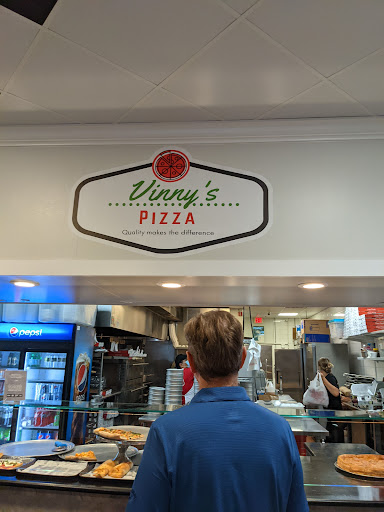 Vinny's
PIZZA
Quality makes the difference
pepsi